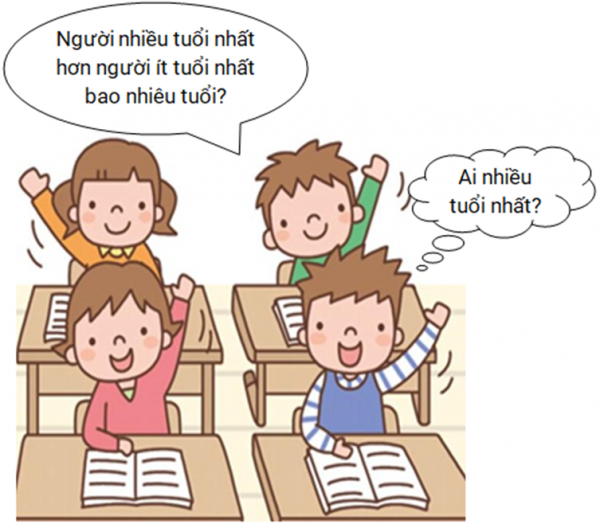 Người nhiều tuổi nhất
hơn người ít tuổi nhất
bao nhiêu tuổi?
Ai nhiều
tuổi nhất?